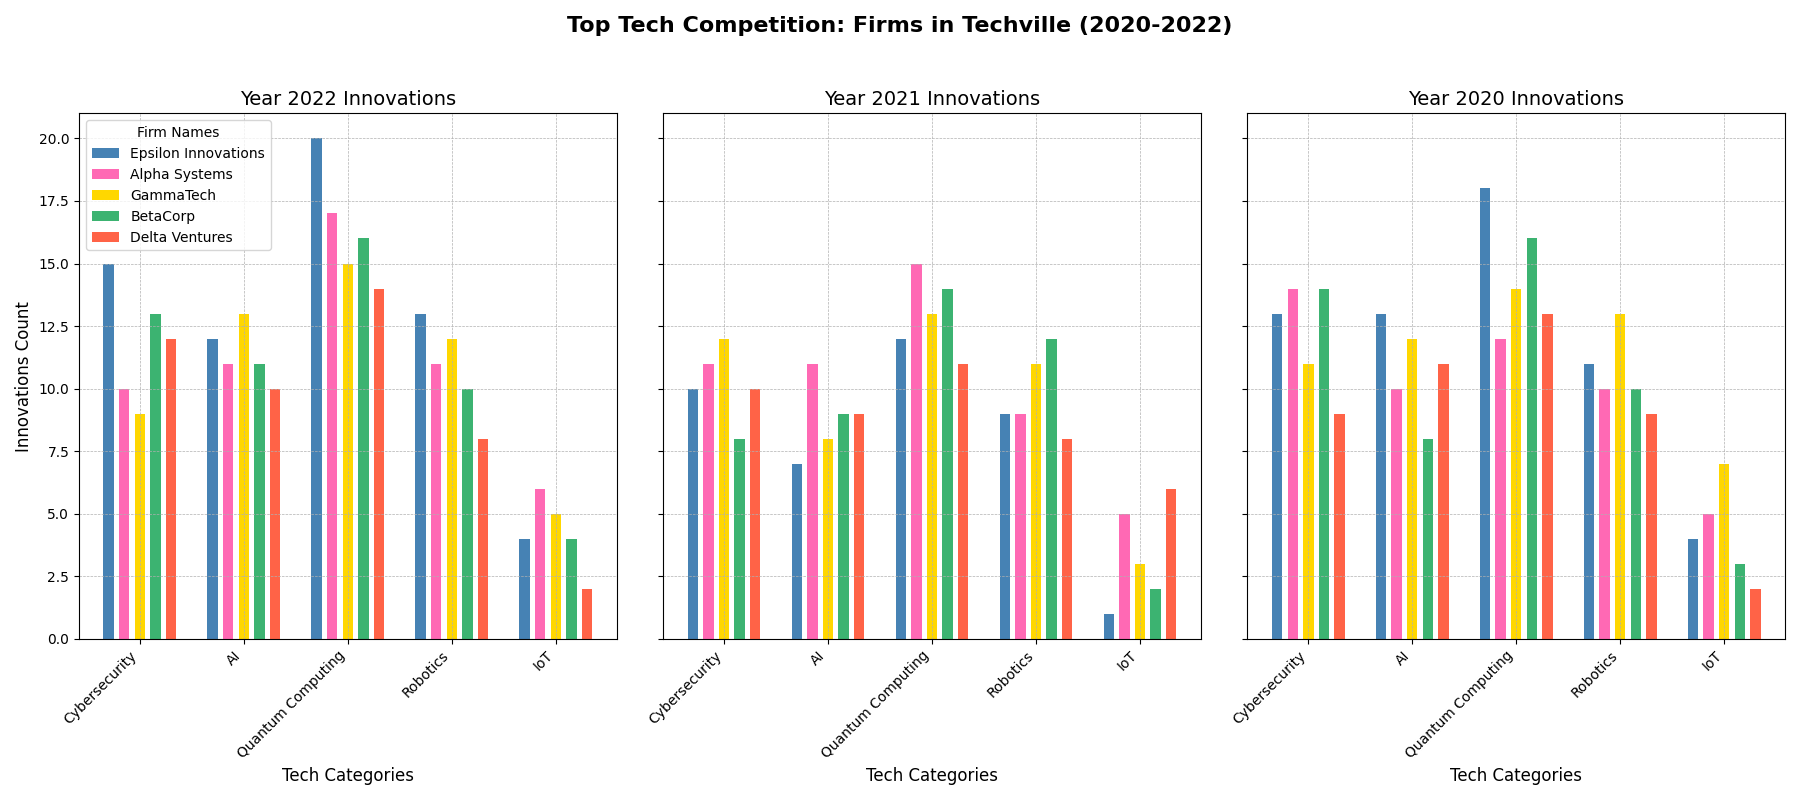 Top Tech Competition: Firms in Techville (2020-2022)
Year 2022 Innovations
Firm Names
Epsilon Innovations
Alpha Systems
GammaTech
BetaCorp
Delta Ventures
Innovations Count
20.0
17.5
15.0
12.5
10.0
7.5
5.0
2.5
0.0
Cybersecurity
AI
Quantum Computing
Robotics
IoT
Tech Categories
Year 2021 Innovations
Cybersecurity
AI
Quantum Computing
Robotics
IoT
Tech Categories
Year 2020 Innovations
Cybersecurity
AI
Quantum Computing
Robotics
IoT
Tech Categories